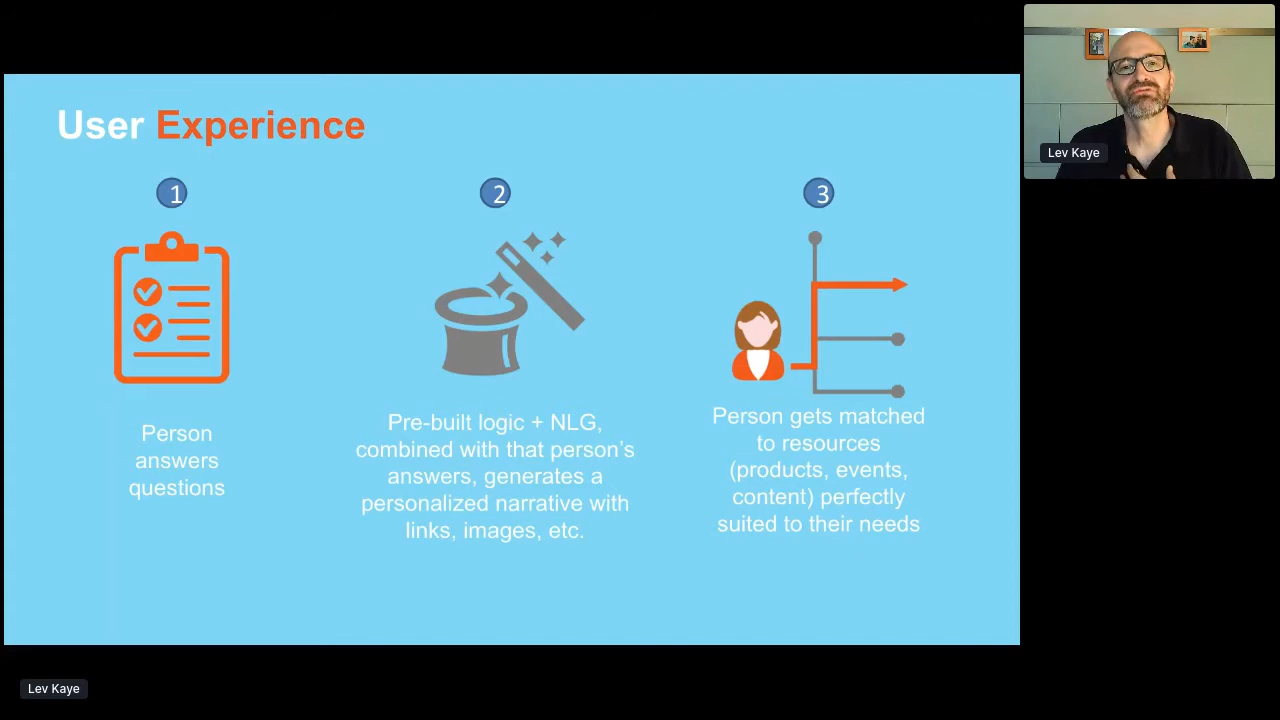 User Experience
1
2
3
Person
answers
questions
Pre-built logic + NLG,
combined with that person’s
answers, generates a
personalized narrative with
links, images, etc.
Person gets matched
to resources
(products, events,
content) perfectly
suited to their needs
Lev Kaye
Lev Kaye